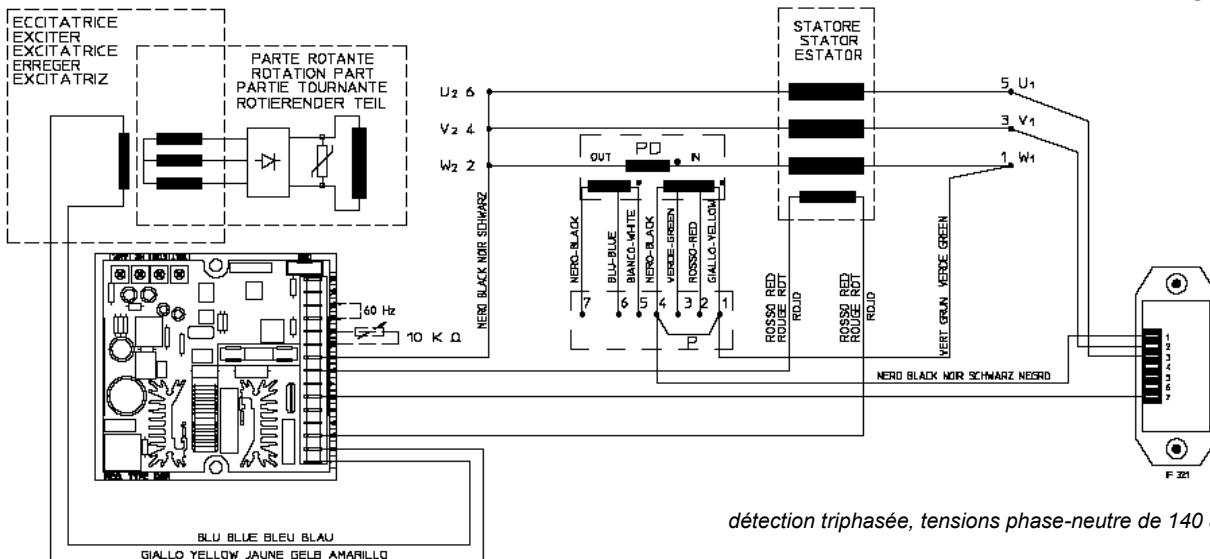 ECCITATRICE
EXCITER
EXCITATRICE
ERREGER
EXCITATRIZ
PARTE ROTANTE
ROTATION PART
PARTIE TOURNANTE
ROTIERENDER TEIL
STATORE
STATOR
ESTATOR
U2 6
V2 4
W2 2
5 U1
3 V1
1 W1
PD
OUT
IN
NERO-BLACK
BLU-BLUE
BIANCO-WHITE
NERO-BLACK
VERDE-GREEN
ROSSO-RED
GIALLO-YELLOW
7 6 5 4 3 2 1
P
NERO BLACK NOIR SCHWARZ
ROSSO RED
ROUGE ROT
ROJO
ROSSO RED
ROUGE ROT
ROJO
VERT GRUN VERDE GREEN
60 Hz
10 K Ω
NERO BLACK NOIR SCHWARZ NEGRO
1
2
3
4
5
6
7
détection triphasée, tensions phase-neutre de 140
BLU BLUE BLEU BLAU
GIALLO YELLOW JAUNE GELB AMARILLO